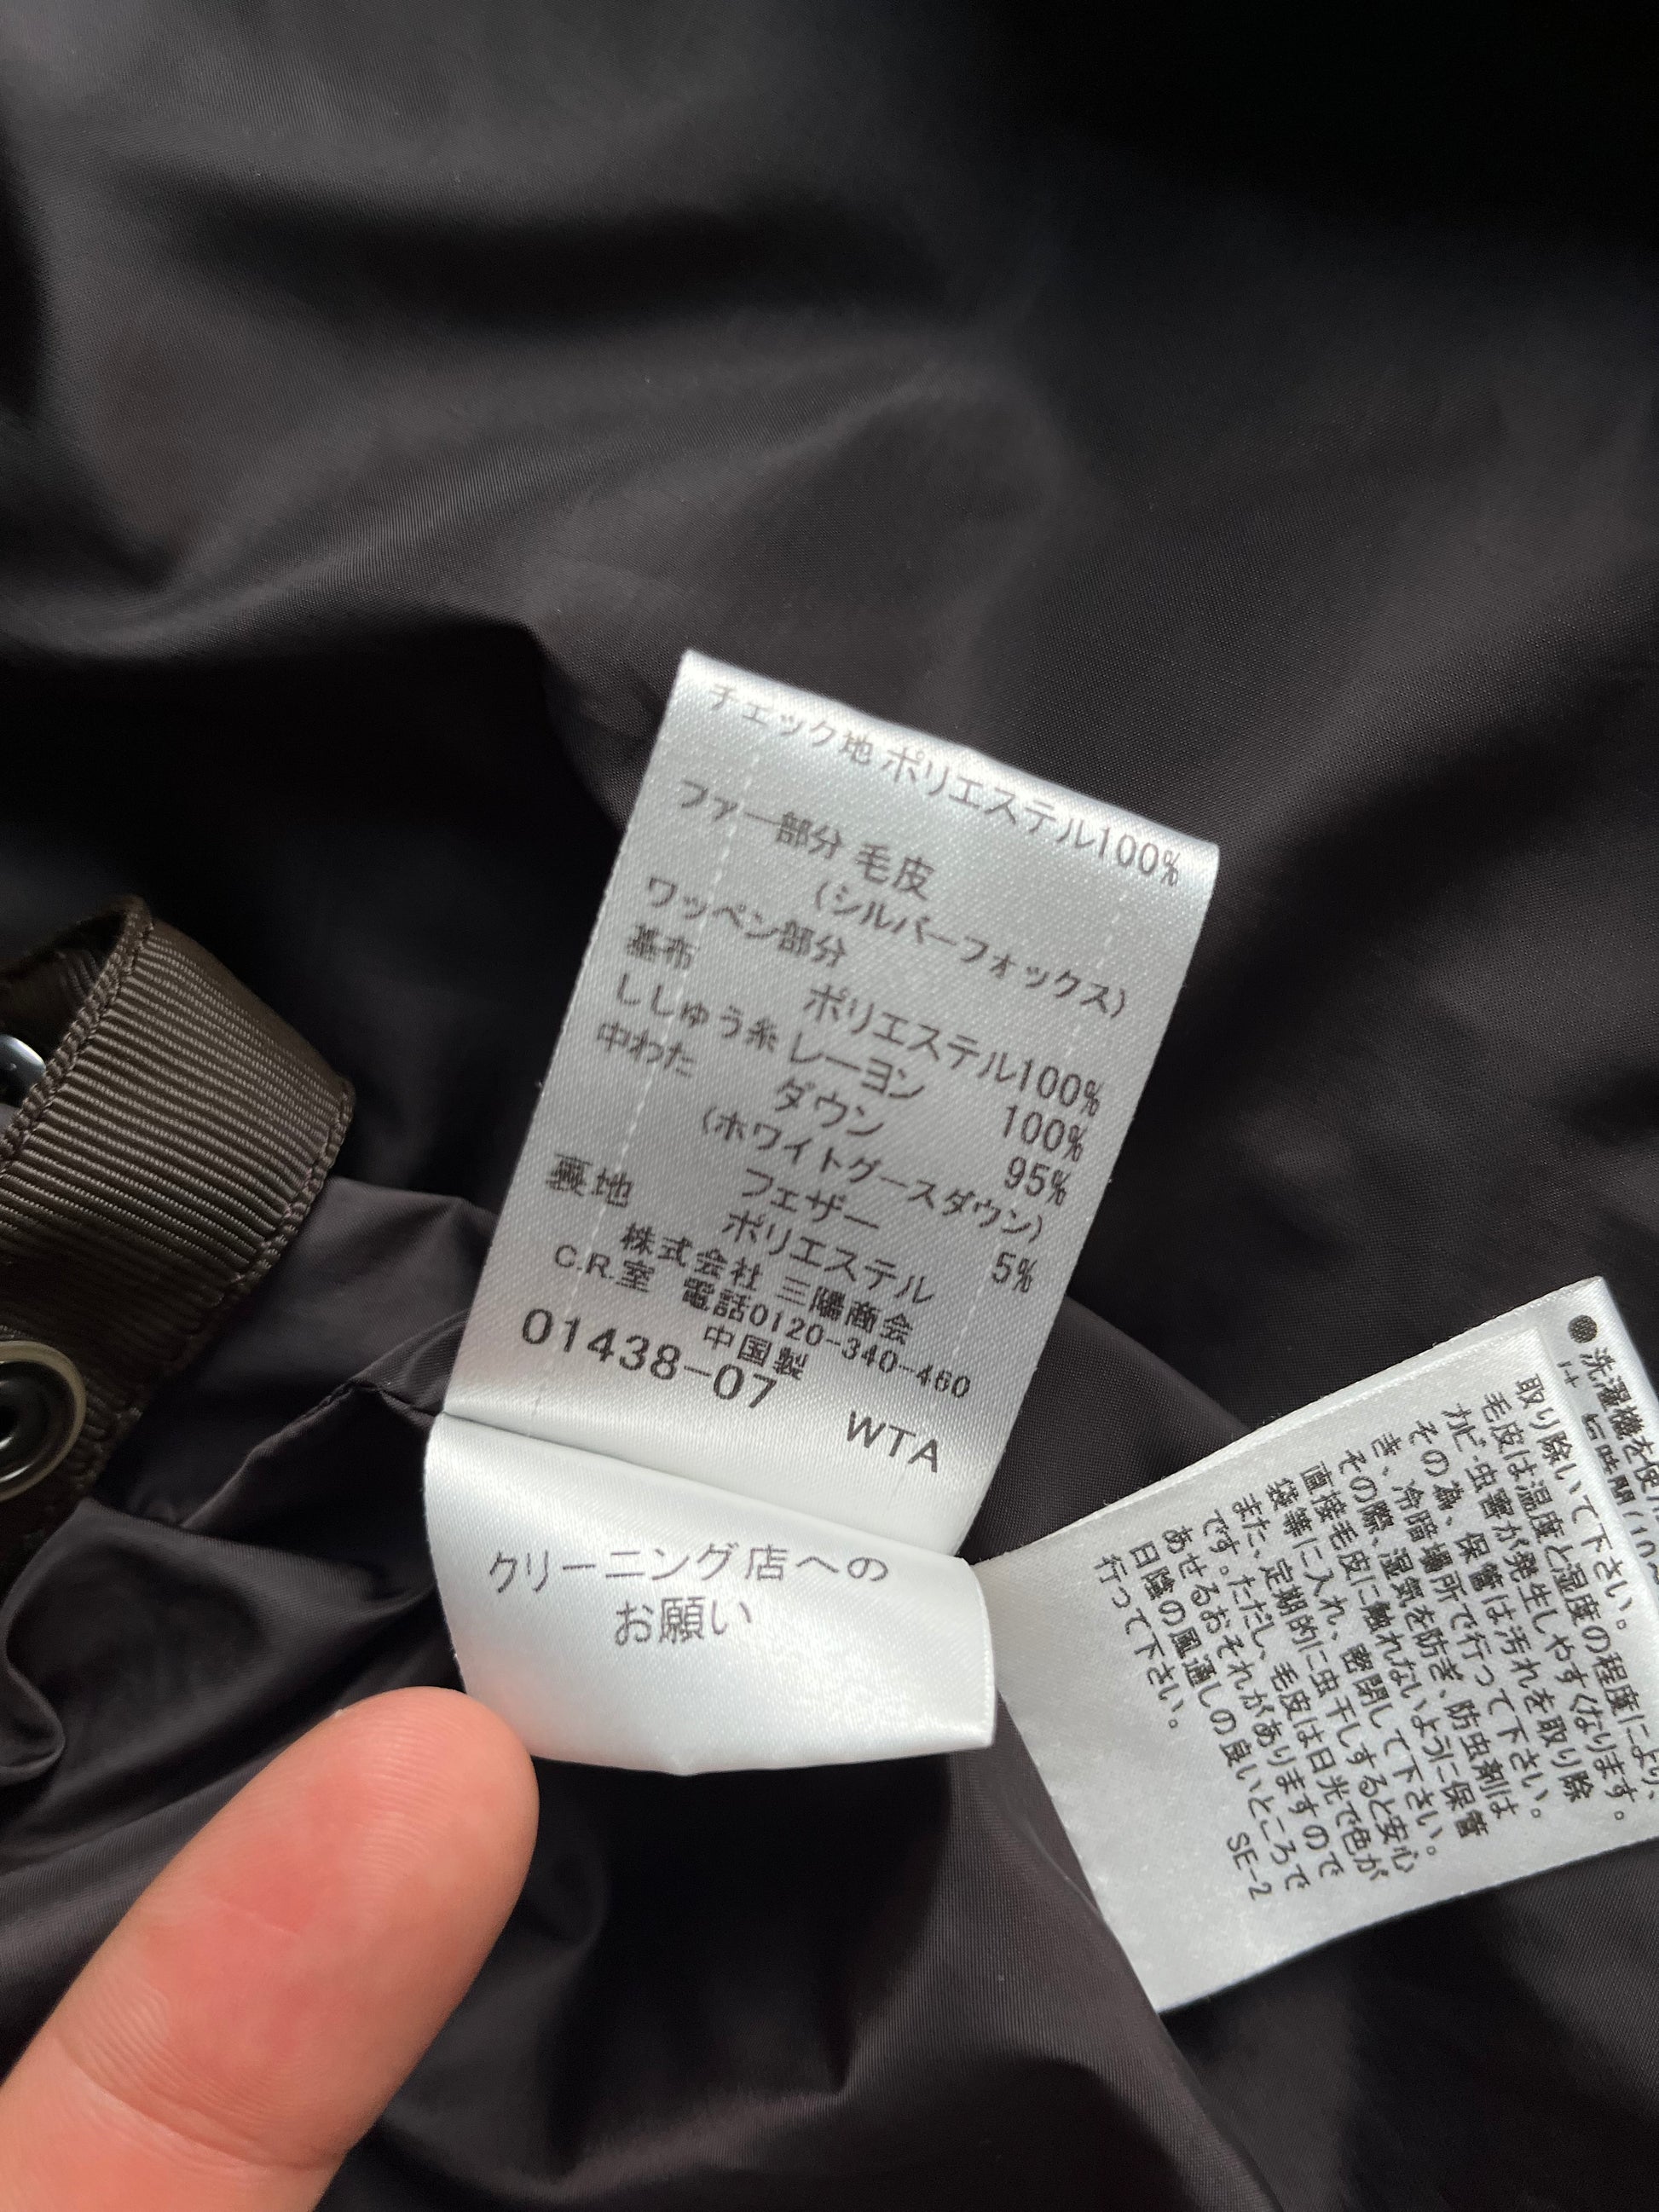 チェック地 ポリエステル100%
ファー部分 毛皮
(シルバーフォックス)
ワッペン部分
基布 ポリエステル100%
ししゅう糸 レーヨン 100%
中わた ダウン 95%
(ホワイトグースダウン)
フェザー 5%
裏地 ポリエステル
株式会社 三陽商会
C.R.室 電話0120-340-460
中国製
01438-07
WTA
クリーニング店への
お願い
●洗濯機を使
取り除いて下さい。
毛皮は温度と湿度の程度により、
カビ・虫害が発生しやすくなります。
その為、保管は汚れを取り除
き、冷暗場所で行って下さい。
その際、湿気を防ぎ、防虫剤は
直接毛皮に触れないように保管
袋等に入れ、密閉して下さい。
また、定期的に虫干しすると安心
です。ただし、毛皮は日光で色が
あせるおそれがありますので
日陰の風通しの良いところで
行って下さい。
SE-2